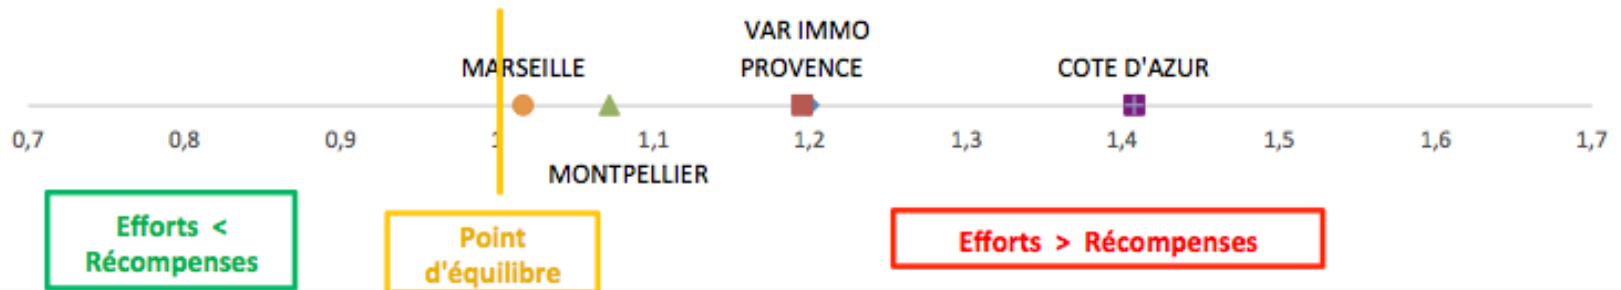 VAR IMMO
MARSEILLE PROVENCE COTE D'AZUR
0,7 0,8 0,9 1 1,1 1,2 1,3 1,4 1,5 1,6 1,7
MONTPELLIER
Efforts <
Récompenses
Point
d'équilibre
Efforts > Récompenses